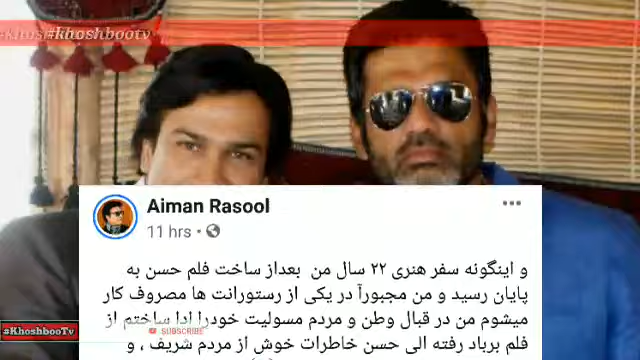 #khoshbootv
#Khoshbootv
Aiman Rasool
11 hrs •
و اینگونه سفر هنری ۲۲ سال من بعداز ساخت فلم حسن به
پایان رسید و من مجبورآ در یکی از رستورانت ها مصروف کار
میشوم من در قبال وطن و مردم مسولیت خودرا ادا ساختم از
فلم برباد رفته الی حسن خاطرات خوش از مردم شریف ، و
#KhoshbooTv
SUBSCRIBE